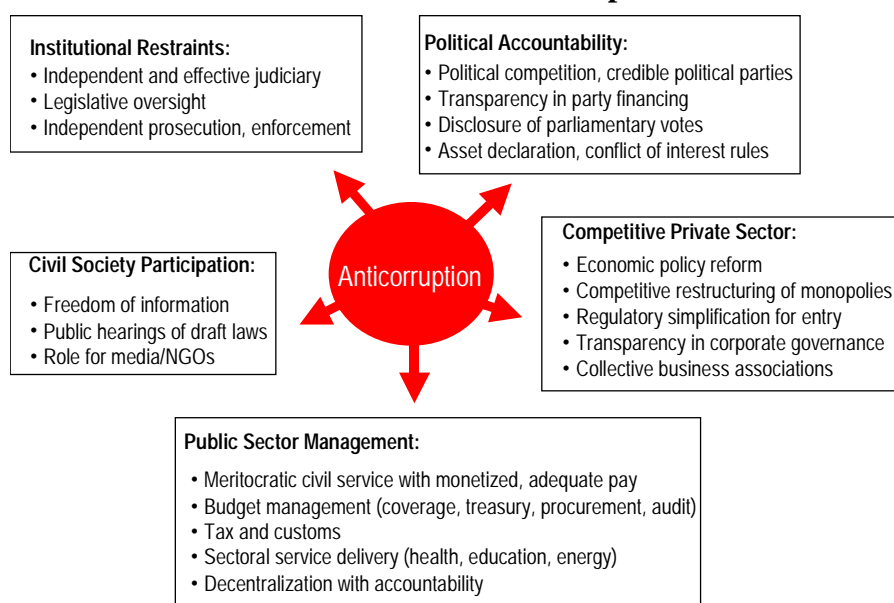 Institutional Restraints:
• Independent and effective judiciary
• Legislative oversight
• Independent prosecution, enforcement
Political Accountability:
• Political competition, credible political parties
• Transparency in party financing
• Disclosure of parliamentary votes
• Asset declaration, conflict of interest rules
Civil Society Participation:
• Freedom of information
• Public hearings of draft laws
• Role for media/NGOs
Anticorruption
Competitive Private Sector:
• Economic policy reform
• Competitive restructuring of monopolies
• Regulatory simplification for entry
• Transparency in corporate governance
• Collective business associations
Public Sector Management:
• Meritocratic civil service with monetized, adequate pay
• Budget management (coverage, treasury, procurement, audit)
• Tax and customs
• Sectoral service delivery (health, education, energy)
• Decentralization with accountability